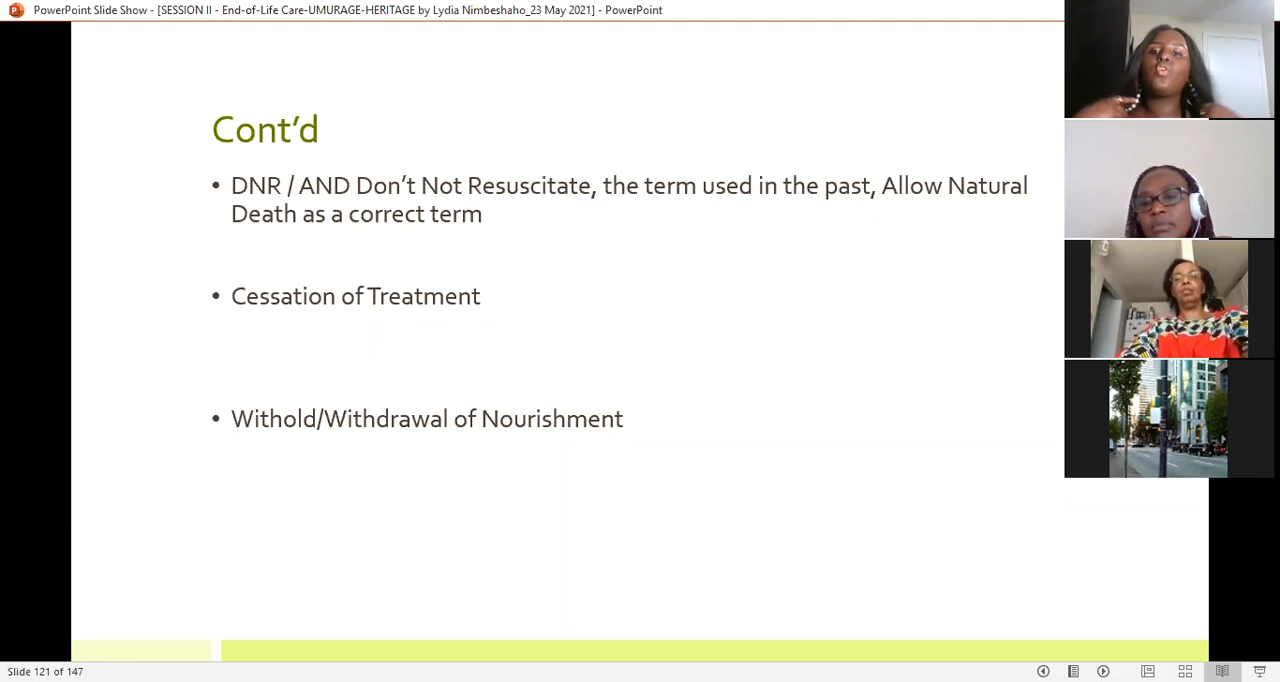 PowerPoint Slide Show - [SESSION II - End-of-Life Care-UMURAGE-HERITAGE by Lydia Nimbeshaho_23 May 2021] - PowerPoint
Cont’d
• DNR / AND Don’t Not Resuscitate, the term used in the past, Allow Natural
Death as a correct term
• Cessation of Treatment
• Withold/Withdrawal of Nourishment
Slide 121 of 147